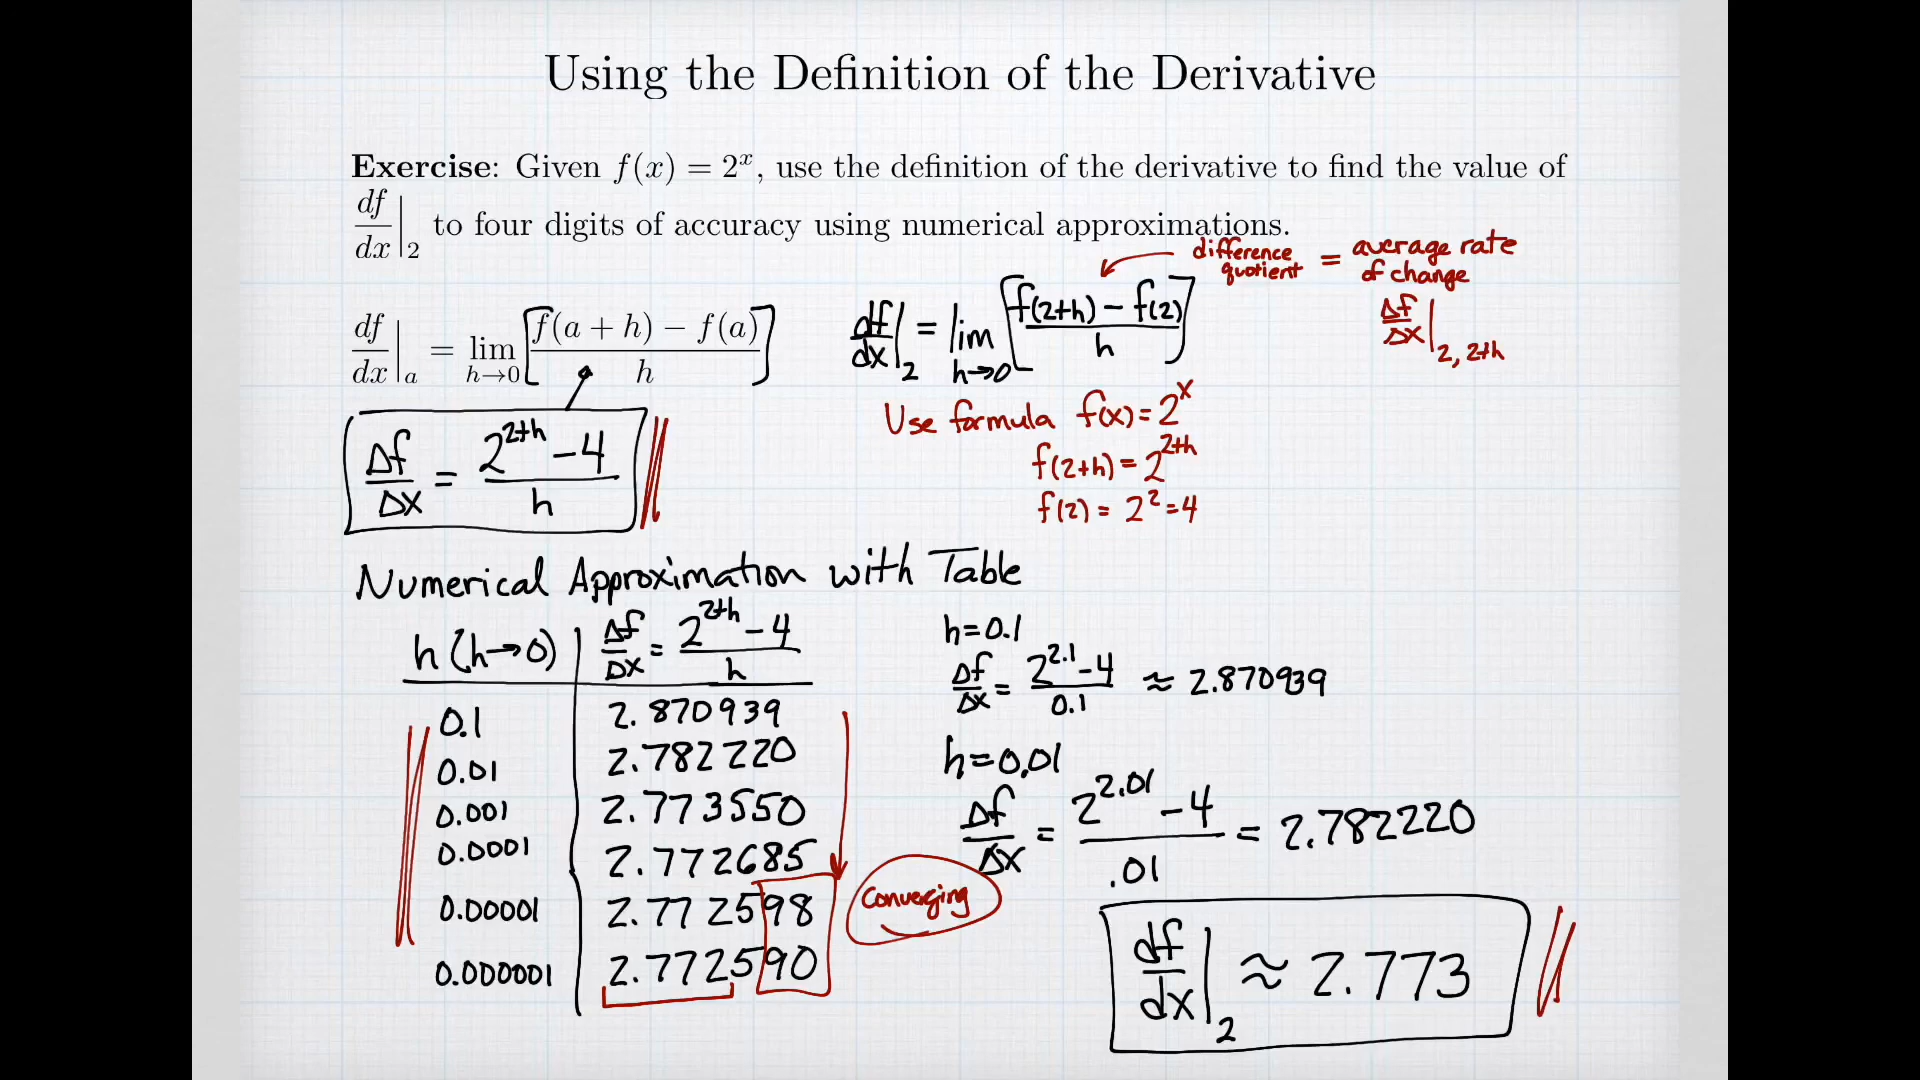 Using the Definition of the Derivative
Exercise: Given f(x) = 2^x, use the definition of the derivative to find the value of
df/dx|_2 to four digits of accuracy using numerical approximations.
difference quotient = average rate of change
Δf/Δx|_2, 2+h
df/dx|_a = lim h→0 [f(a + h) − f(a) / h]
df/dx|_2 = lim h→0 [f(2+h) − f(2) / h]
Use formula f(x) = 2^x
f(2+h) = 2^2+h
f(2) = 2^2 = 4
Δf/Δx = 2^2+h − 4 / h
Numerical Approximation with Table
h (h→0) Δf/Δx = 2^2+h − 4 / h
0.1 2.870939
0.01 2.782220
0.001 2.773550
0.0001 2.772685
0.00001 2.772598
0.000001 2.772590
Converging
h=0.1
Δf/Δx = 2^2.1 − 4 / 0.1 ≈ 2.870939
h=0.01
Δf/Δx = 2^2.01 − 4 / .01 = 2.782220
df/dx|_2 ≈ 2.773